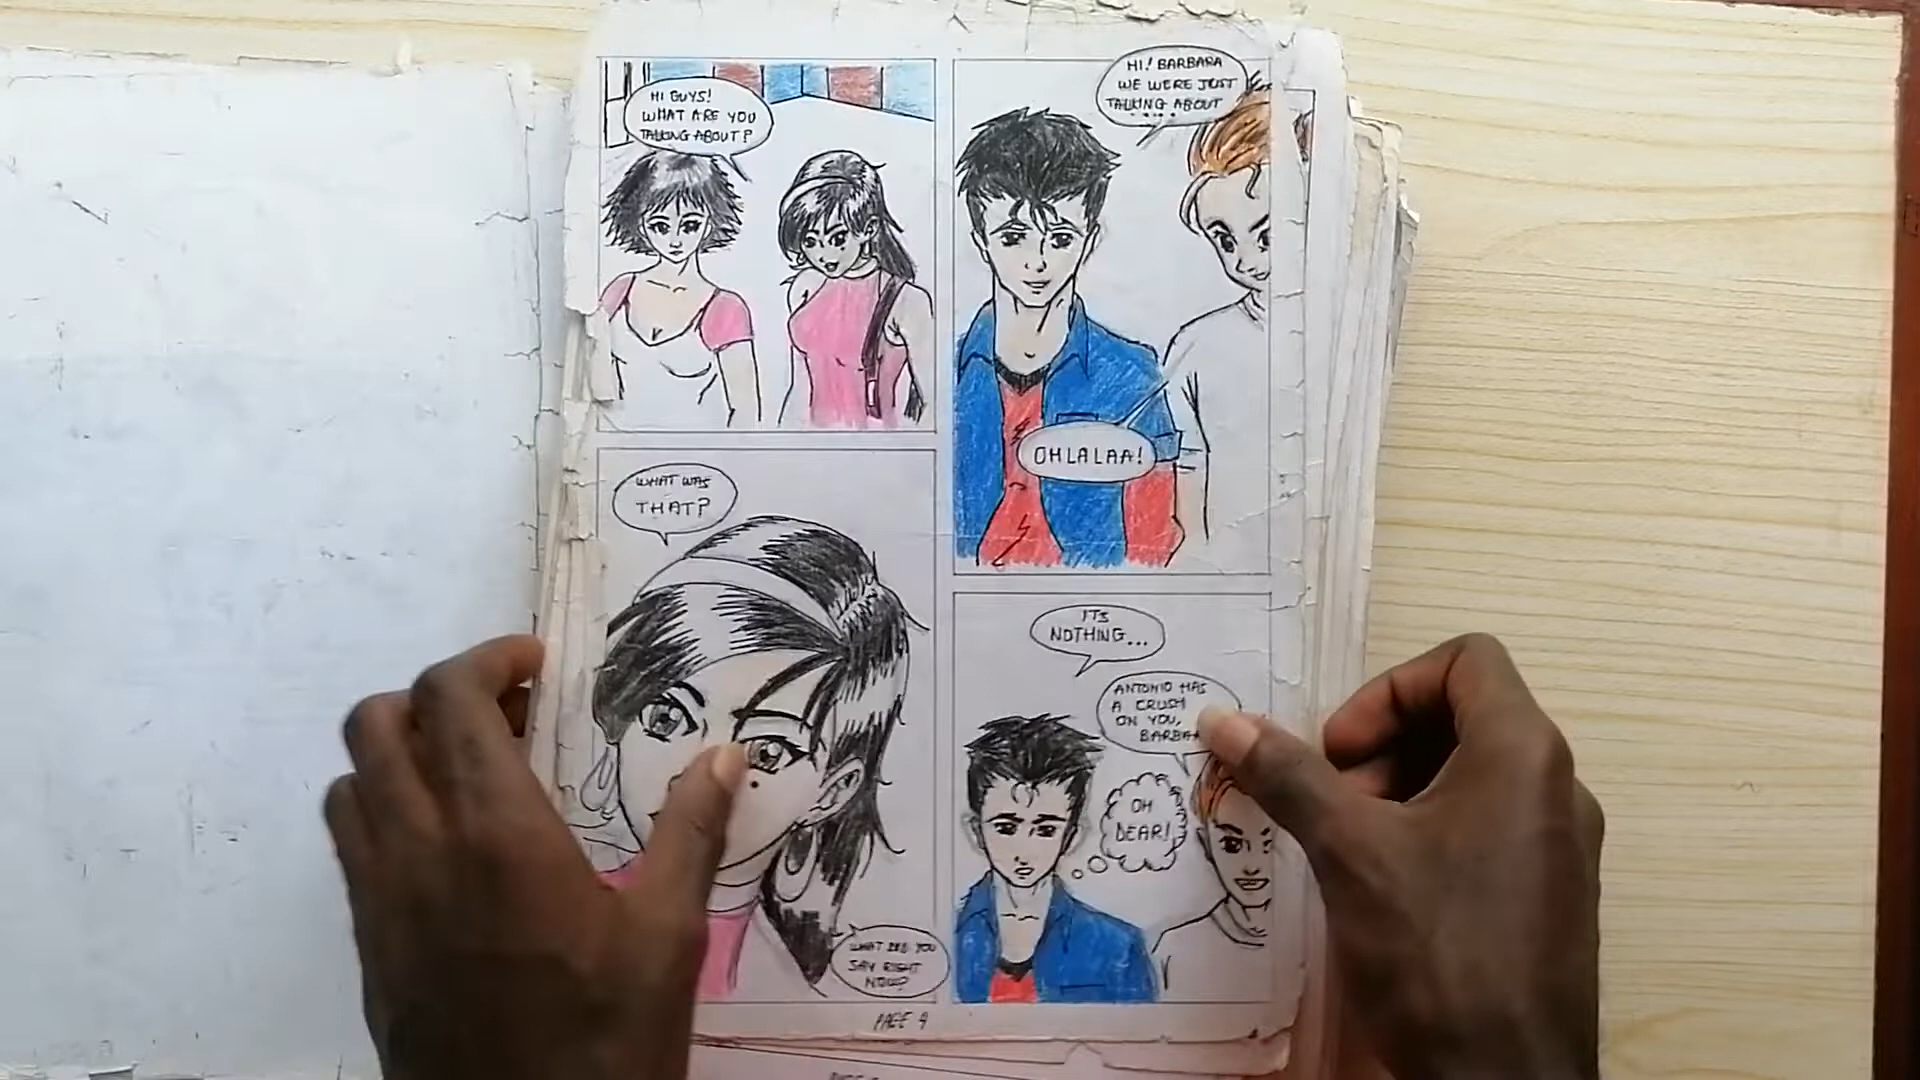 HI GUYS!
WHAT ARE YOU
TALKING ABOUT?
HI! BARBARA
WE WERE JUST
TALKING ABOUT
....
OHLALAA!
WHAT WAS
THAT?
WHAT DID YOU
SAY RIGHT
NOW?
ITS
NOTHING...
ANTONIO HAS
A CRUSH
ON YOU,
OH
DEAR!
PAGE 4